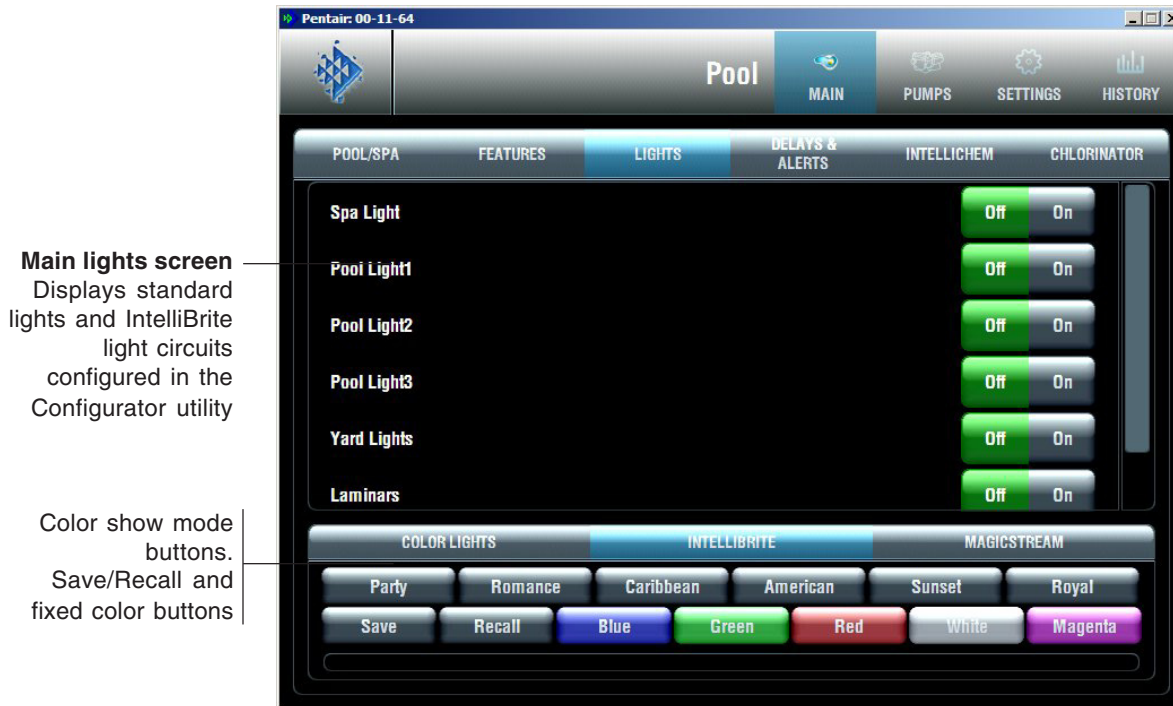 Pentair: 00-11-64
Pool
MAIN
PUMPS
SETTINGS
HISTORY
POOL/SPA
FEATURES
LIGHTS
DELAYS &
ALERTS
INTELLICHEM
CHLORINATOR
Spa Light
Off On
Pool Light1
Off On
Pool Light2
Off On
Pool Light3
Off On
Yard Lights
Off On
Laminars
Off On
COLOR LIGHTS
INTELLIBRITE
MAGICSTREAM
Party Romance Caribbean American Sunset Royal
Save Recall Blue Green Red White Magenta
Main lights screen
Displays standard
lights and IntelliBrite
light circuits
configured in the
Configurator utility
Color show mode
buttons.
Save/Recall and
fixed color buttons